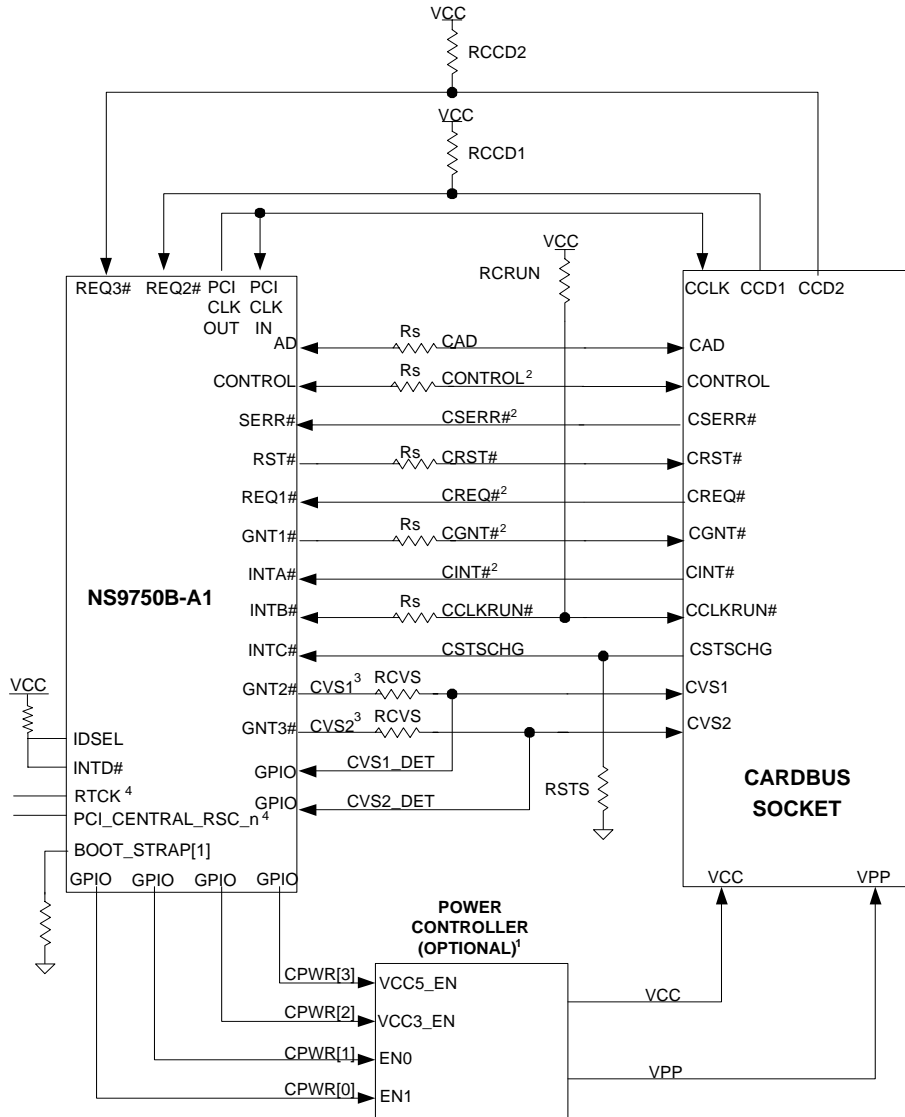 VCC
RCCD2
VCC
RCCD1
VCC
RCRUN
REQ3# REQ2# PCI CLK OUT PCI CLK IN
CCLK CCD1 CCD2
AD Rs CAD CAD
CONTROL Rs CONTROL² CONTROL
SERR# CSERR#² CSERR#
RST# Rs CRST# CRST#
REQ1# CREQ#² CREQ#
GNT1# Rs CGNT#² CGNT#
INTA# CINT#² CINT#
NS9750B-A1
INTB# Rs CCLKRUN# CCLKRUN#
INTC# CSTSCHG CSTSCHG
VCC
GNT2# CVS1³ RCVS CVS1
GNT3# CVS2³ RCVS CVS2
IDSEL
INTD#
GPIO CVS1_DET
RSTS
CARDBUS
SOCKET
RTCK⁴
GPIO CVS2_DET
PCI_CENTRAL_RSC_n⁴
BOOT_STRAP[1]
GPIO GPIO GPIO GPIO
VCC VPP
POWER
CONTROLLER
(OPTIONAL)¹
CPWR[3] VCC5_EN
VCC
CPWR[2] VCC3_EN
CPWR[1] EN0
VPP
CPWR[0] EN1